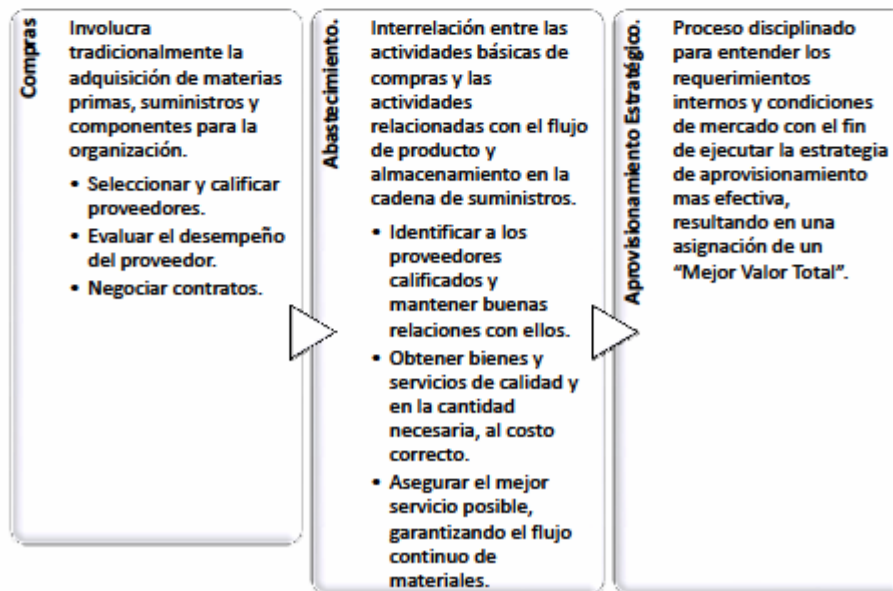 Compras
Involucra
tradicionalmente la
adquisición de materias
primas, suministros y
componentes para la
organización.
• Seleccionar y calificar
proveedores.
• Evaluar el desempeño
del proveedor.
• Negociar contratos.
Abastecimiento.
Interrelación entre las
actividades básicas de
compras y las
actividades
relacionadas con el flujo
de producto y
almacenamiento en la
cadena de suministros.
• Identificar a los
proveedores
calificados y
mantener buenas
relaciones con ellos.
• Obtener bienes y
servicios de calidad y
en la cantidad
necesaria, al costo
correcto.
• Asegurar el mejor
servicio posible,
garantizando el flujo
continuo de
materiales.
Aprovisionamiento Estratégico.
Proceso disciplinado
para entender los
requerimientos
internos y condiciones
de mercado con el fin
de ejecutar la estrategia
de aprovisionamiento
mas efectiva,
resultando en una
asignación de un
“Mejor Valor Total”.